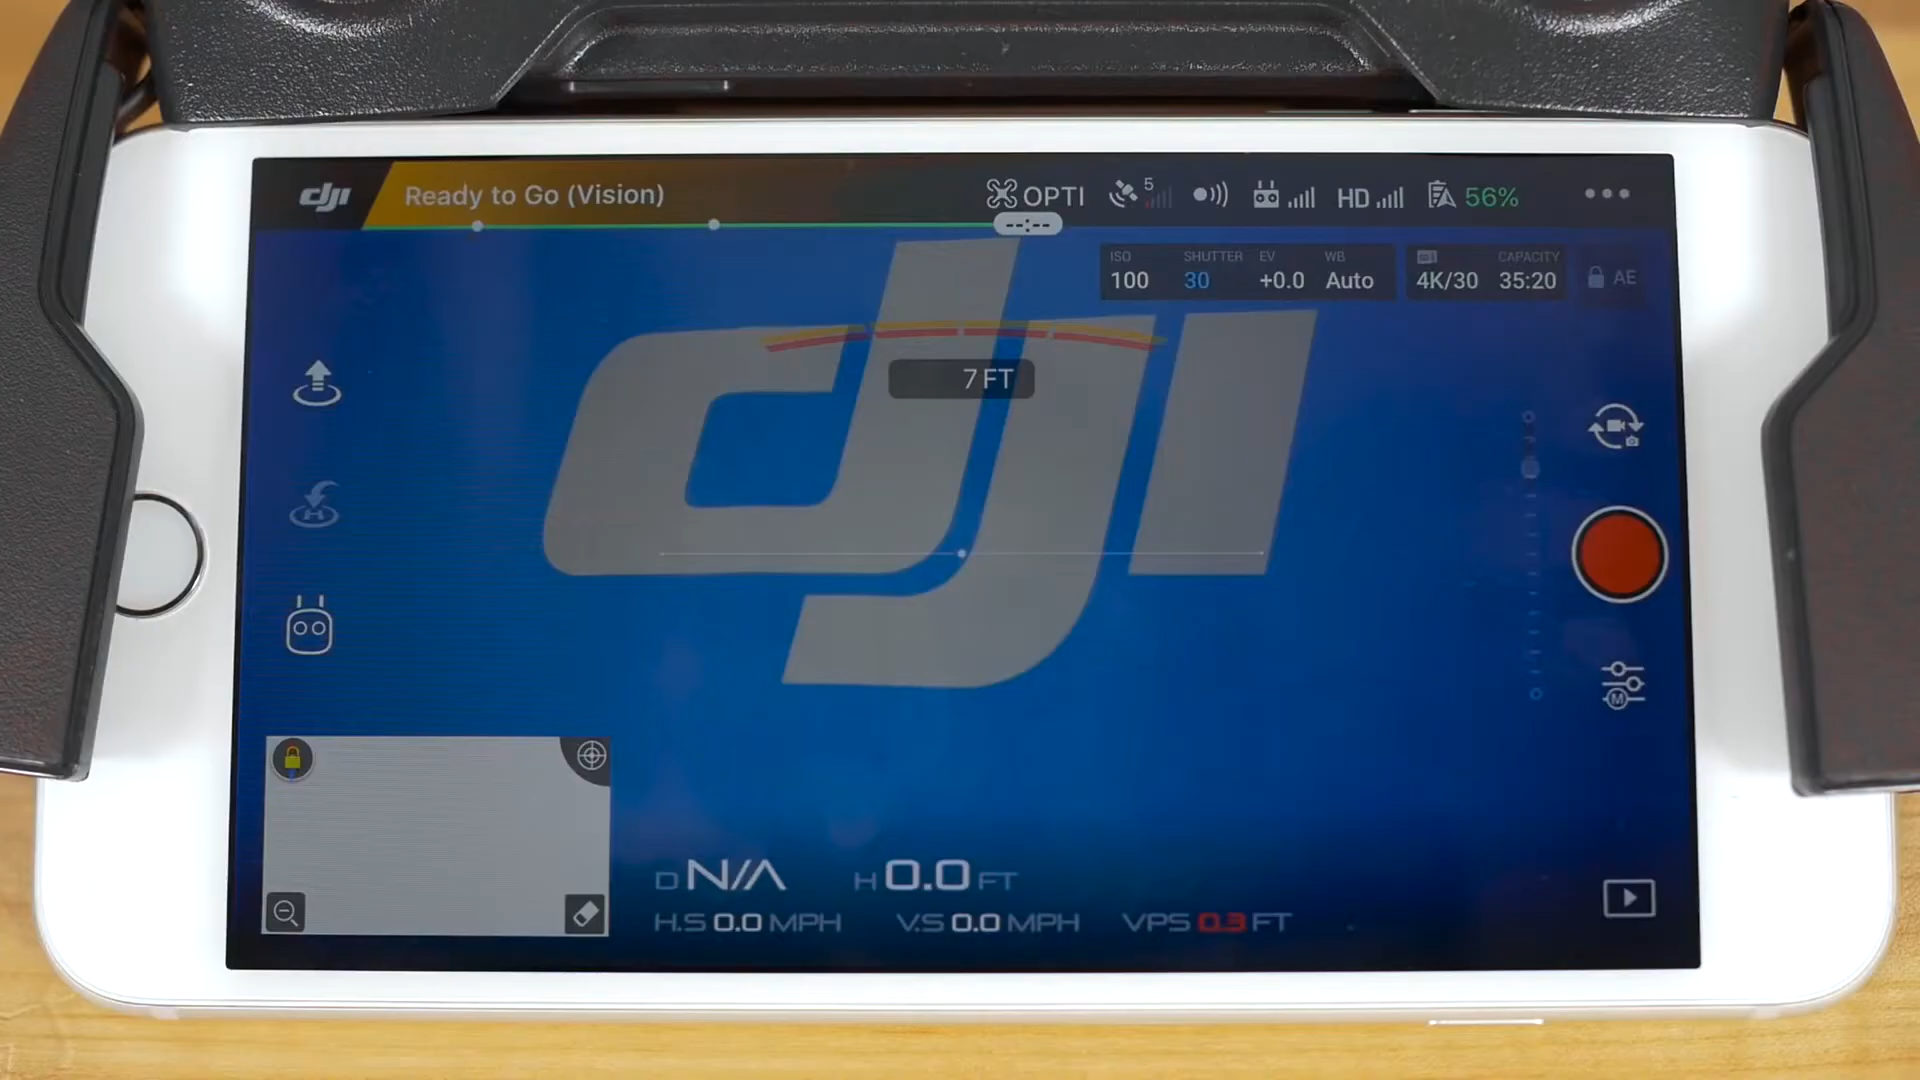 dji Ready to Go (Vision) OPTI 5 HD 56%
--:--
ISO SHUTTER EV WB CAPACITY
100 30 +0.0 Auto 4K/30 35:20 AE
7 FT
dji
H
M
D N/A H 0.0 FT
H.S 0.0 MPH V.S 0.0 MPH VPS 0.3 FT